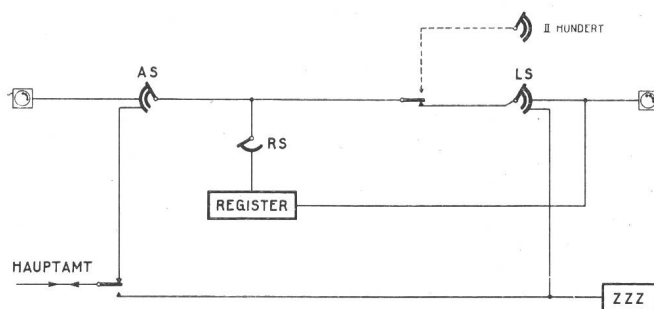 II HUNDERT
AS
LS
RS
REGISTER
HAUPTAMT
ZZZ